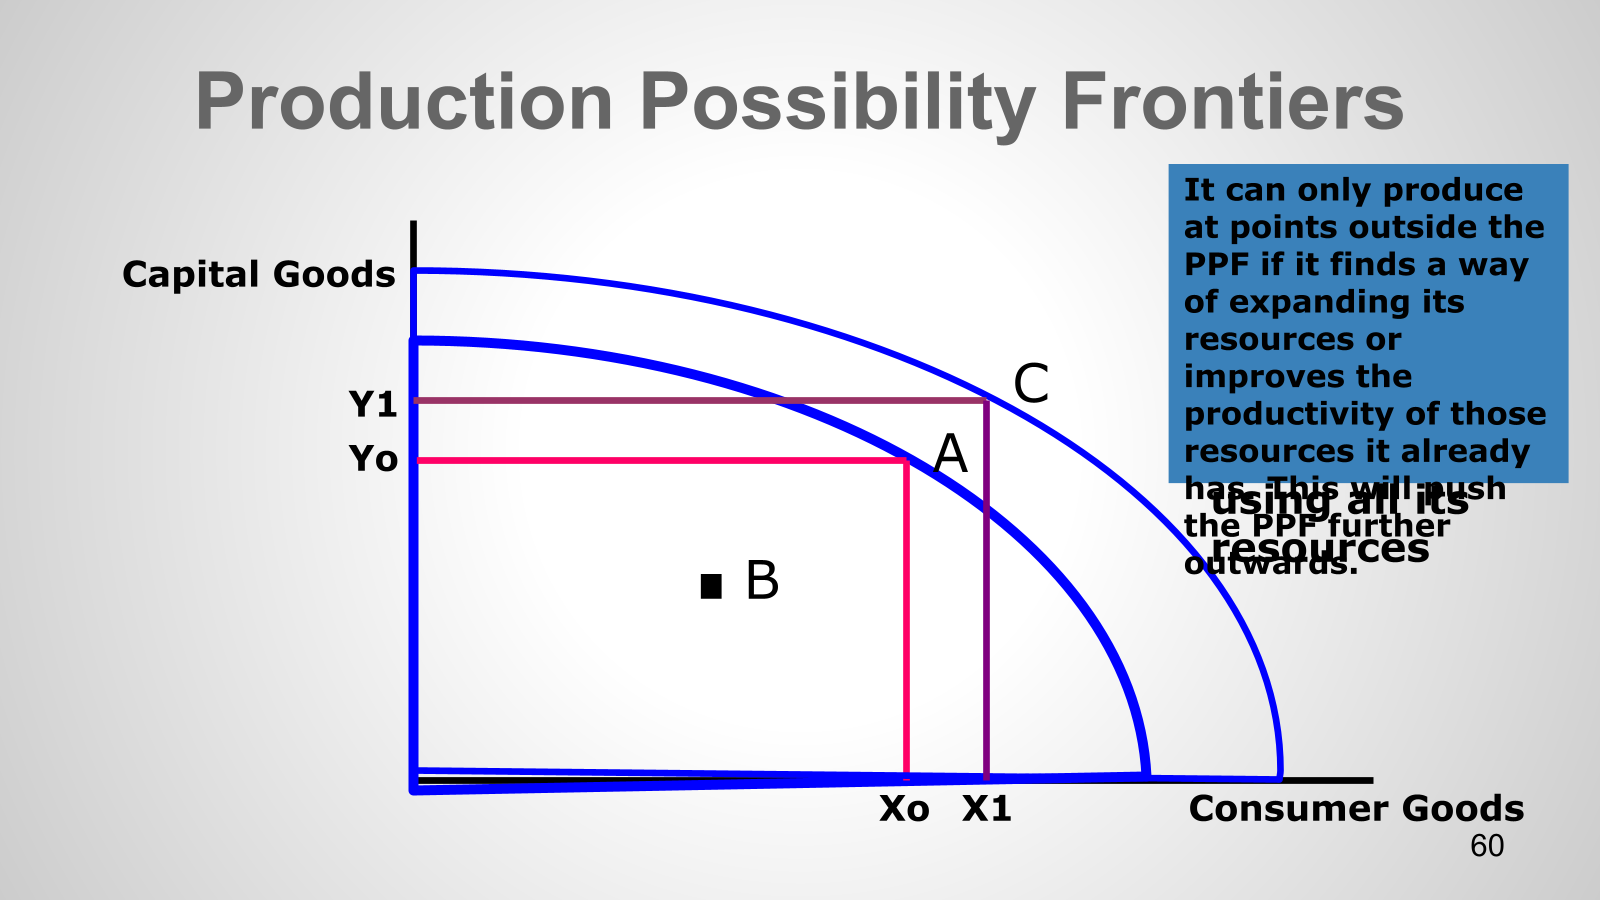 Production Possibility Frontiers
It can only produce
at points outside the
PPF if it finds a way
of expanding its
resources or
improves the
productivity of those
resources it already
has. This will push
the PPF further
outwards.
using all its
resources
Capital Goods
Y1
Yo
C
A
B
Xo
X1
Consumer Goods
60